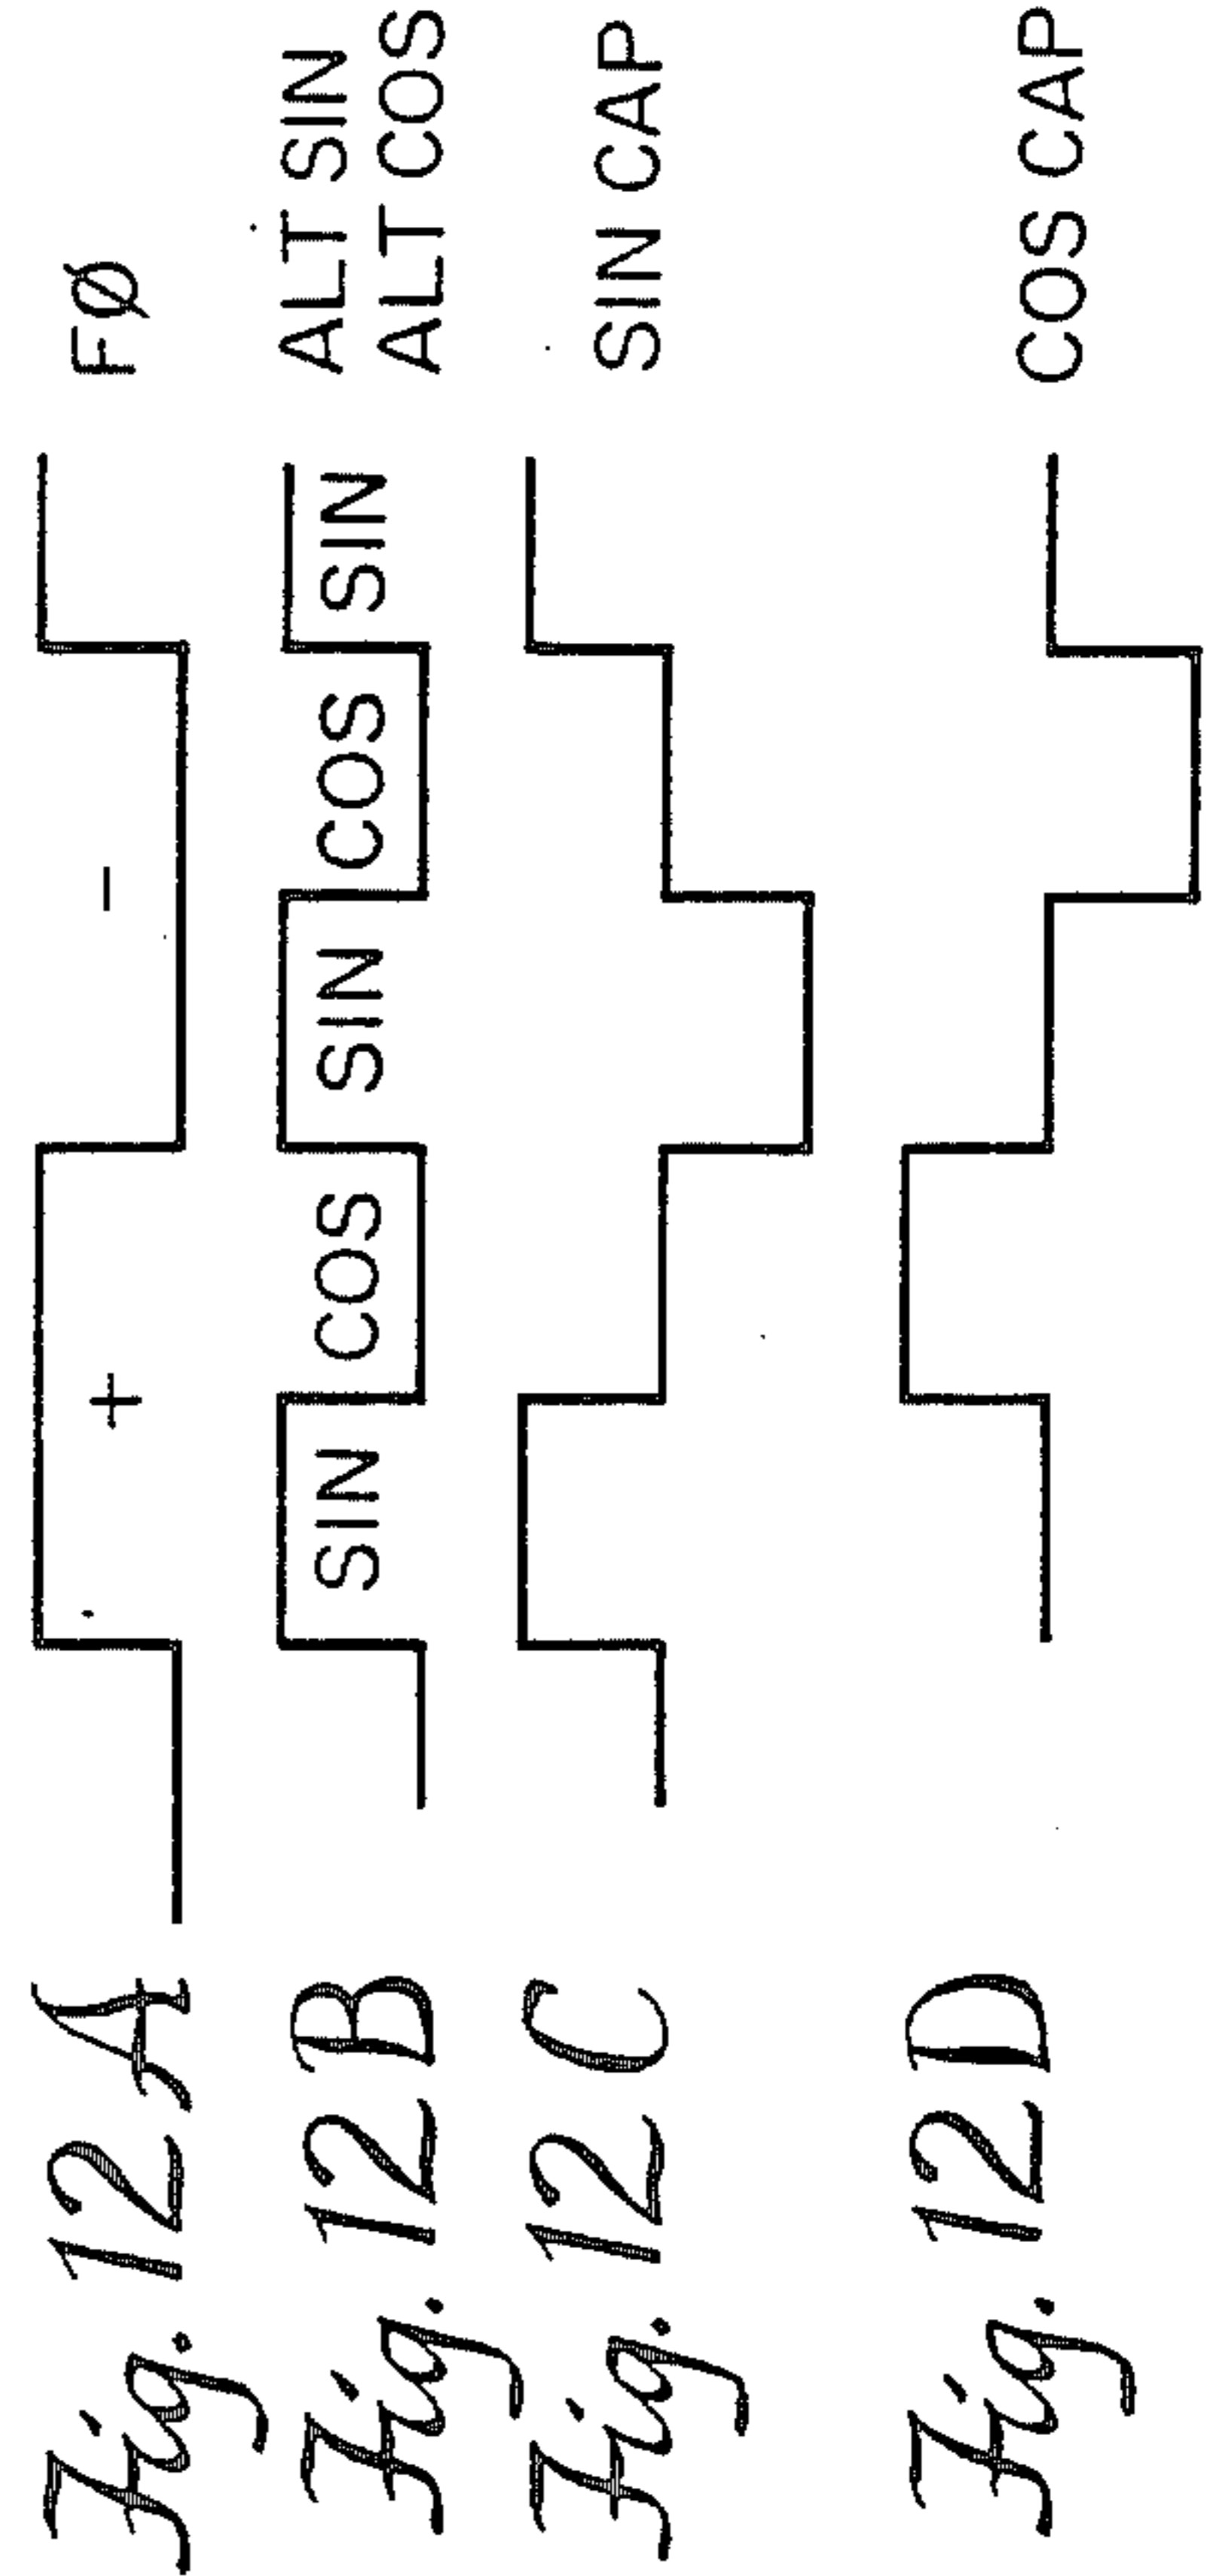 Fig. 12A + - FØ
Fig. 12B SIN COS SIN COS SIN ALT SIN
ALT COS
Fig. 12C SIN CAP
Fig. 12D COS CAP